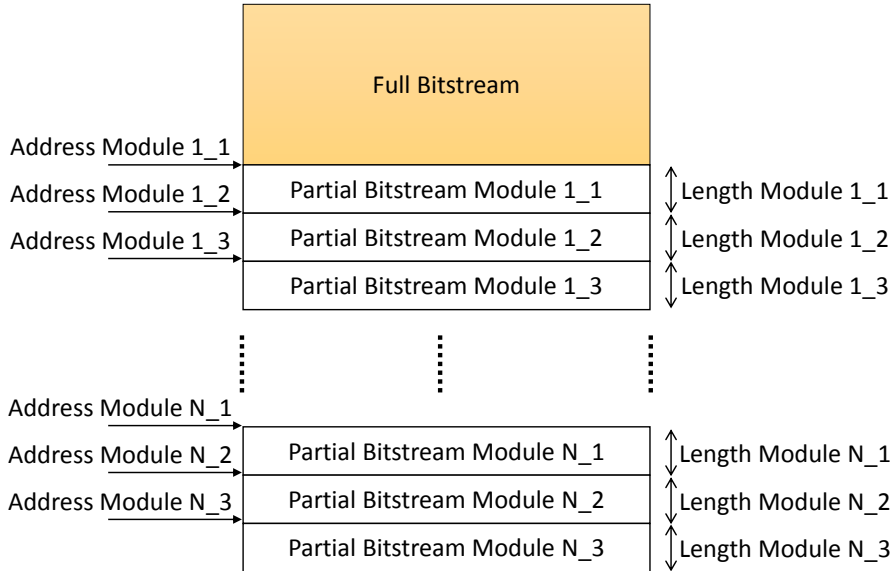 Full Bitstream
Address Module 1_1
Partial Bitstream Module 1_1
Length Module 1_1
Address Module 1_2
Partial Bitstream Module 1_2
Length Module 1_2
Address Module 1_3
Partial Bitstream Module 1_3
Length Module 1_3
Address Module N_1
Partial Bitstream Module N_1
Length Module N_1
Address Module N_2
Partial Bitstream Module N_2
Length Module N_2
Address Module N_3
Partial Bitstream Module N_3
Length Module N_3